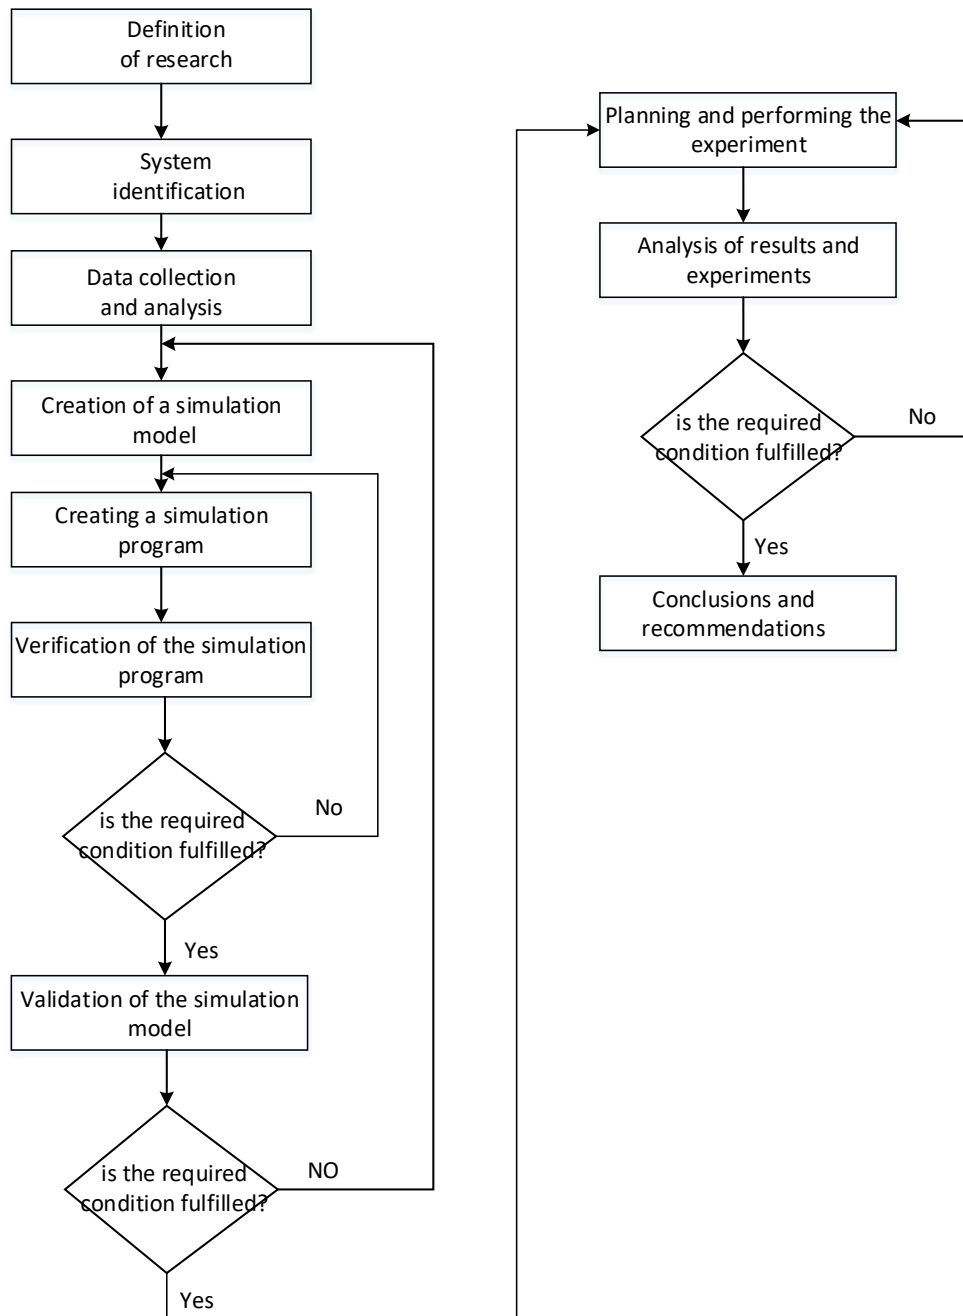 Definition
of research
System
identification
Data collection
and analysis
Creation of a simulation
model
Creating a simulation
program
Verification of the simulation
program
is the required
condition fulfilled?
No
Yes
Validation of the simulation
model
is the required
condition fulfilled?
NO
Yes
Planning and performing the
experiment
Analysis of results and
experiments
is the required
condition fulfilled?
No
Yes
Conclusions and
recommendations